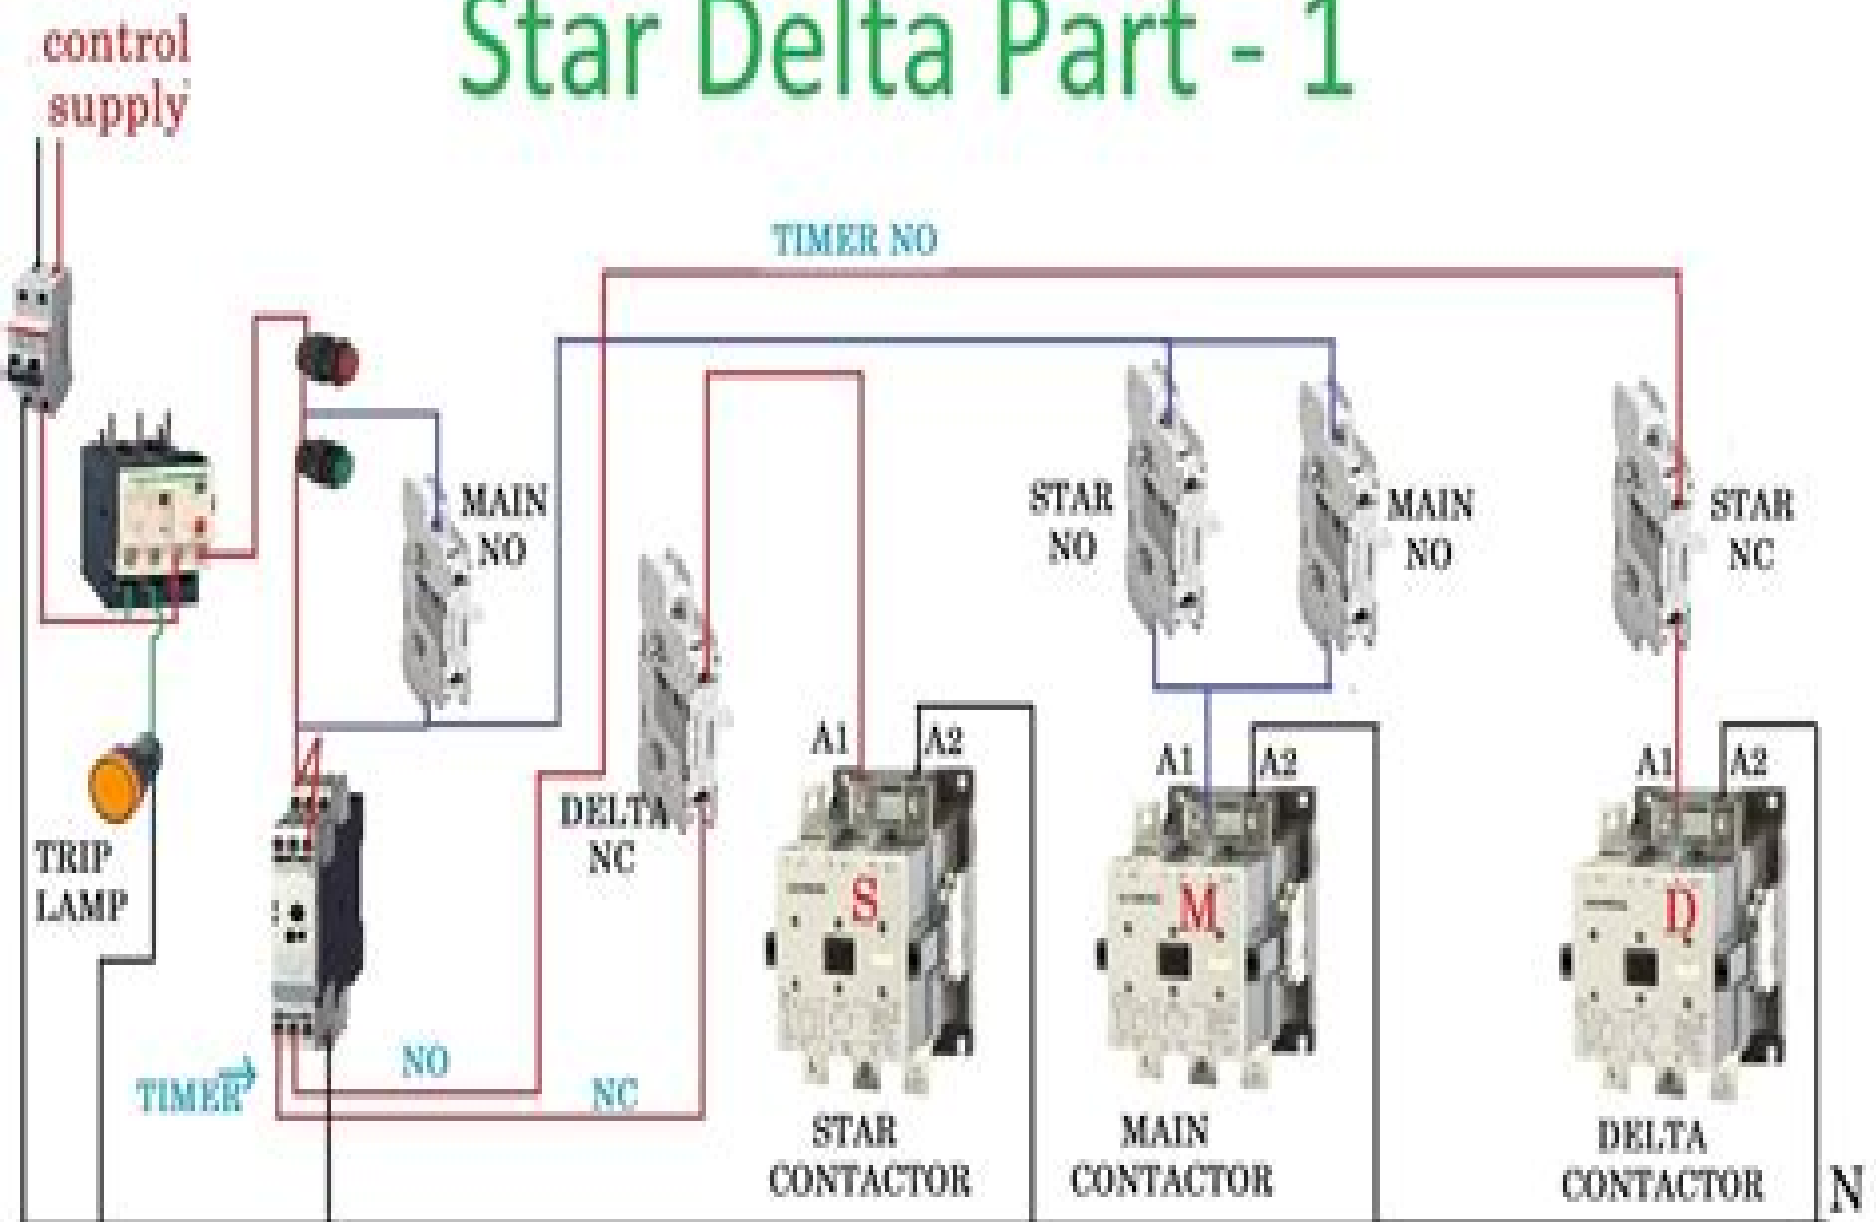 Star Delta Part - 1
control
supply
TIMER NO
MAIN
NO
STAR
NO
MAIN
NO
STAR
NC
DELTA
NC
A1
A2
A1
A2
A1
A2
TRIP
LAMP
S
M
D
TIMER
NO
NC
STAR
CONTACTOR
MAIN
CONTACTOR
DELTA
CONTACTOR
N